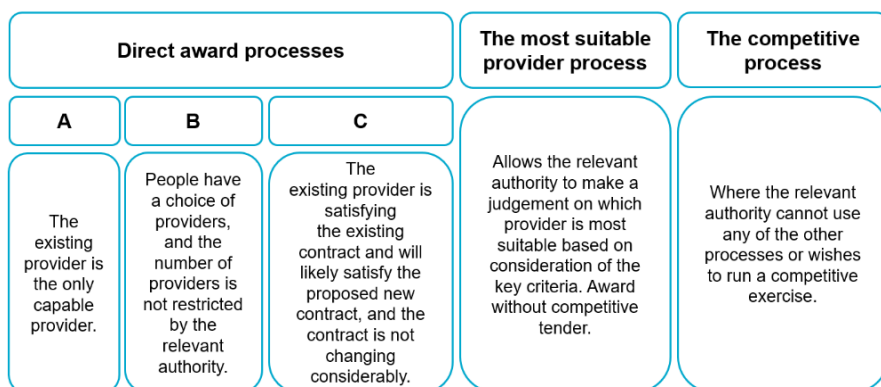 Direct award processes
The most suitable
provider process
The competitive
process
A
B
C
The
existing
provider is
the only
capable
provider.
People have
a choice of
providers,
and the
number of
providers is
not restricted
by the
relevant
authority.
The
existing provider is
satisfying
the existing
contract and will
likely satisfy the
proposed new
contract, and the
contract is not
changing
considerably.
Allows the relevant
authority to make a
judgement on which
provider is most
suitable based on
consideration of the
key criteria. Award
without competitive
tender.
Where the relevant
authority cannot use
any of the other
processes or wishes
to run a competitive
exercise.